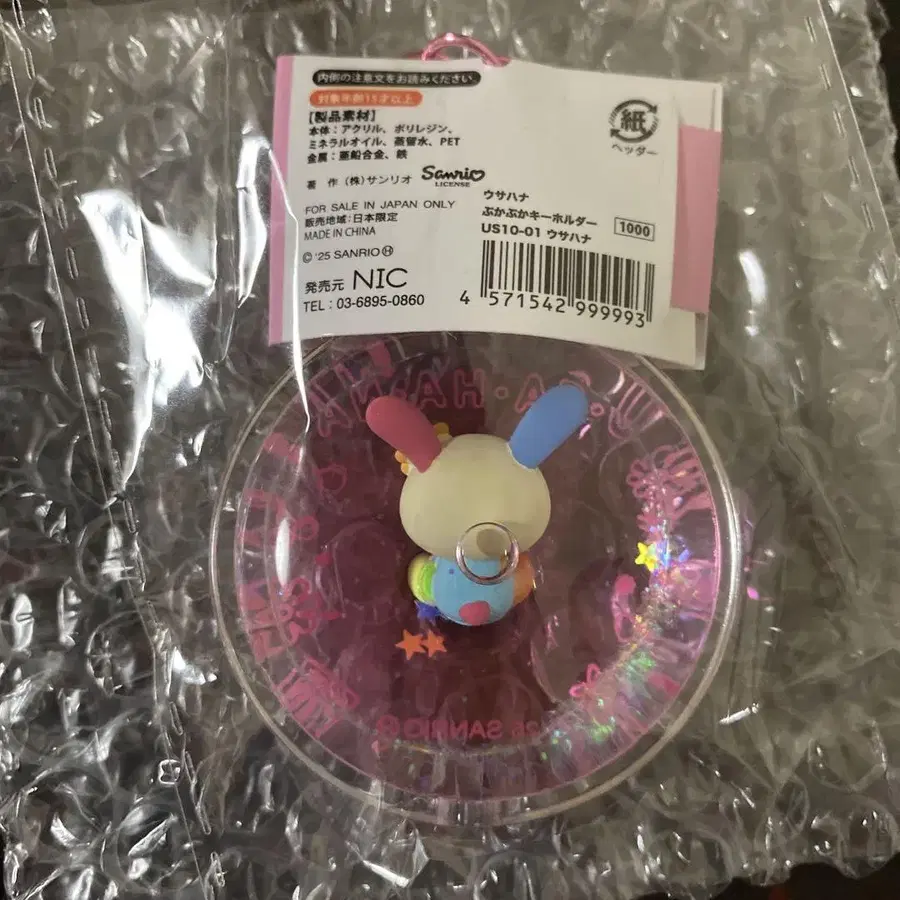 内側の注意文をお読みください。
対象年齢15才以上
【製品素材】
本体：アクリル、ポリレジン、
ミネラルオイル、蒸留水、PET
金属：亜鉛合金、鉄
著　作（株）サンリオ
Sanrio
LICENSE
FOR SALE IN JAPAN ONLY
販売地域：日本限定
MADE IN CHINA
© '25 SANRIO Ⓗ
発売元 NIC
TEL：03-6895-0860
紙
ヘッダー
ウサハナ
ぷかぷかキーホルダー
US10-01 ウサハナ
1000
4 571542 999993
U・SA・HA・NA
SANRIO